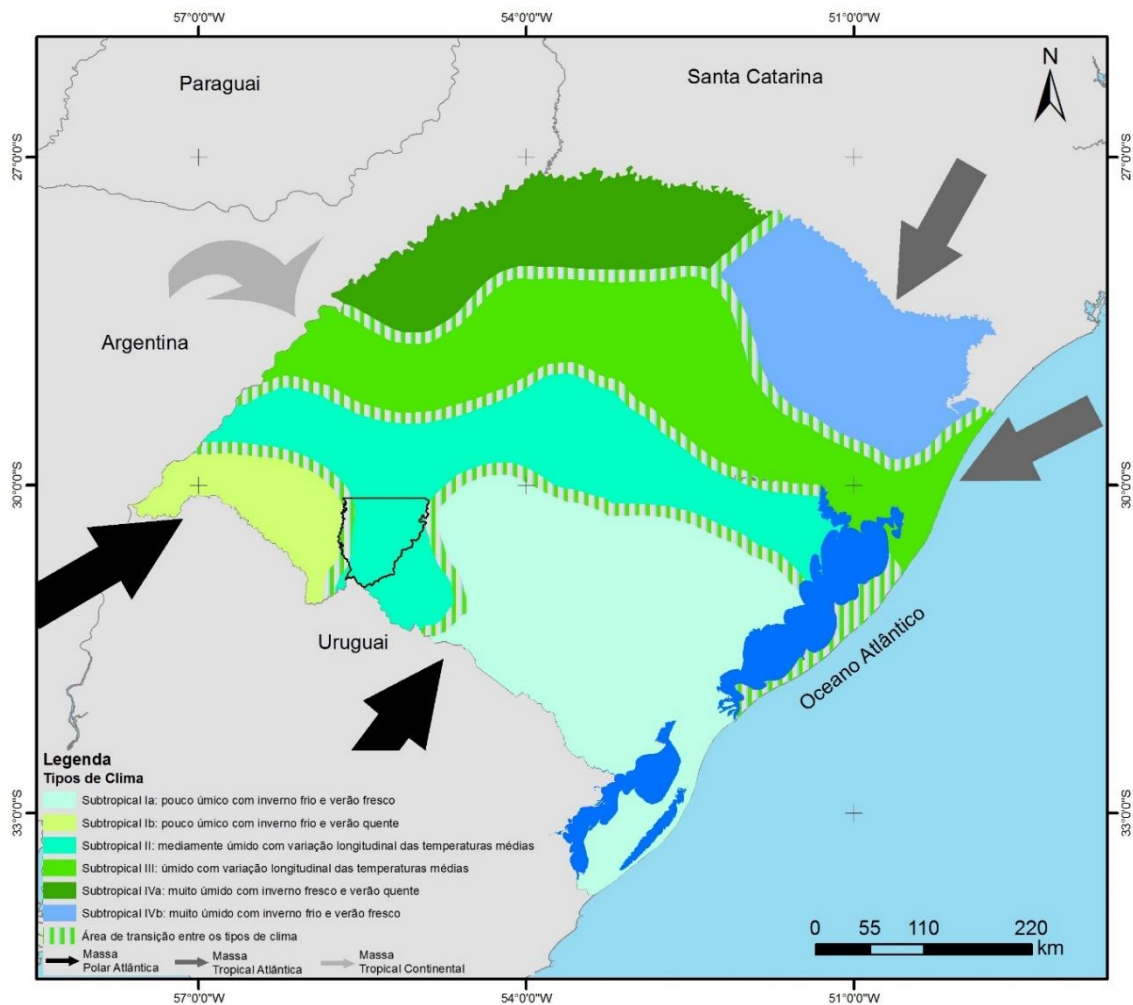 57°0'0"W
54°0'0"W
51°0'0"W
Paraguai
Santa Catarina
N
27°0'0"S
27°0'0"S
Argentina
30°0'0"S
30°0'0"S
Uruguai
Oceano Atlântico
33°0'0"S
33°0'0"S
Legenda
Tipos de Clima
Subtropical Ia: pouco úmico com inverno frio e verão fresco
Subtropical Ib: pouco úmico com inverno frio e verão quente
Subtropical II: mediamente úmido com variação longitudinal das temperaturas médias
Subtropical III: úmido com variação longitudinal das temperaturas médias
Subtropical IVa: muito úmido com inverno fresco e verão quente
Subtropical IVb: muito úmido com inverno frio e verão fresco
Área de transição entre os tipos de clima
Massa
Polar Atlântica
Massa
Tropical Atlântica
Massa
Tropical Continental
0 55 110 220
km
57°0'0"W
54°0'0"W
51°0'0"W